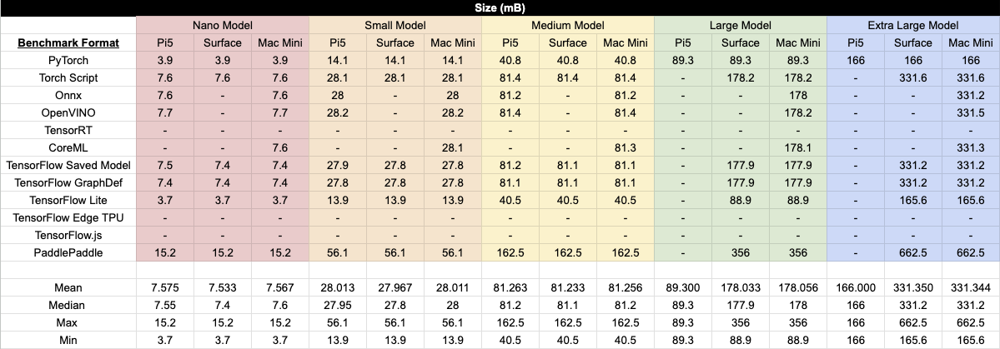 Size (mB)
Nano Model Small Model Medium Model Large Model Extra Large Model
Benchmark Format Pi5 Surface Mac Mini Pi5 Surface Mac Mini Pi5 Surface Mac Mini Pi5 Surface Mac Mini Pi5 Surface Mac Mini
PyTorch 3.9 3.9 3.9 14.1 14.1 14.1 40.8 40.8 40.8 89.3 89.3 89.3 166 166 166
Torch Script 7.6 7.6 7.6 28.1 28.1 28.1 81.4 81.4 81.4 - 178.2 178.2 - 331.6 331.6
Onnx 7.6 - 7.6 28 - 28 81.2 - 81.2 - - 178 - - 331.2
OpenVINO 7.7 - 7.7 28.2 - 28.2 81.4 - 81.4 - - 178.2 - - 331.5
TensorRT - - - - - - - - - - - - - - -
CoreML - - 7.6 - - 28.1 - - 81.3 - - 178.1 - - 331.3
TensorFlow Saved Model 7.5 7.4 7.4 27.9 27.8 27.8 81.2 81.1 81.1 - 177.9 177.9 - 331.2 331.2
TensorFlow GraphDef 7.4 7.4 7.4 27.8 27.8 27.8 81.1 81.1 81.1 - 177.9 177.9 - 331.2 331.2
TensorFlow Lite 3.7 3.7 3.7 13.9 13.9 13.9 40.5 40.5 40.5 - 88.9 88.9 - 165.6 165.6
TensorFlow Edge TPU - - - - - - - - - - - - - - -
TensorFlow.js - - - - - - - - - - - - - - -
PaddlePaddle 15.2 15.2 15.2 56.1 56.1 56.1 162.5 162.5 162.5 - 356 356 - 662.5 662.5
Mean 7.575 7.533 7.567 28.013 27.967 28.011 81.263 81.233 81.256 89.300 178.033 178.056 166.000 331.350 331.344
Median 7.55 7.4 7.6 27.95 27.8 28 81.2 81.1 81.2 89.3 177.9 178 166 331.2 331.2
Max 15.2 15.2 15.2 56.1 56.1 56.1 162.5 162.5 162.5 89.3 356 356 166 662.5 662.5
Min 3.7 3.7 3.7 13.9 13.9 13.9 40.5 40.5 40.5 89.3 88.9 88.9 166 165.6 165.6